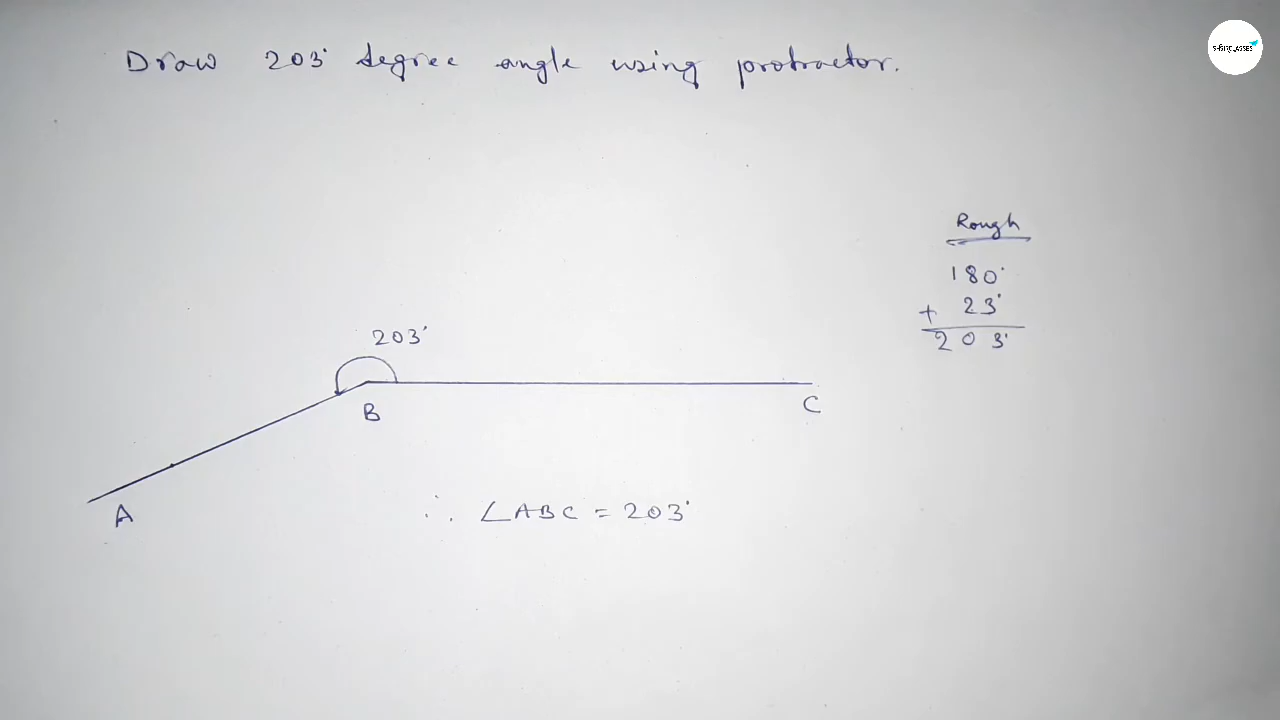 Draw 203° degree angle using protractor.
Rough
180°
+ 23°
203°
203°
B
C
A
∴ ∠ABC = 203°